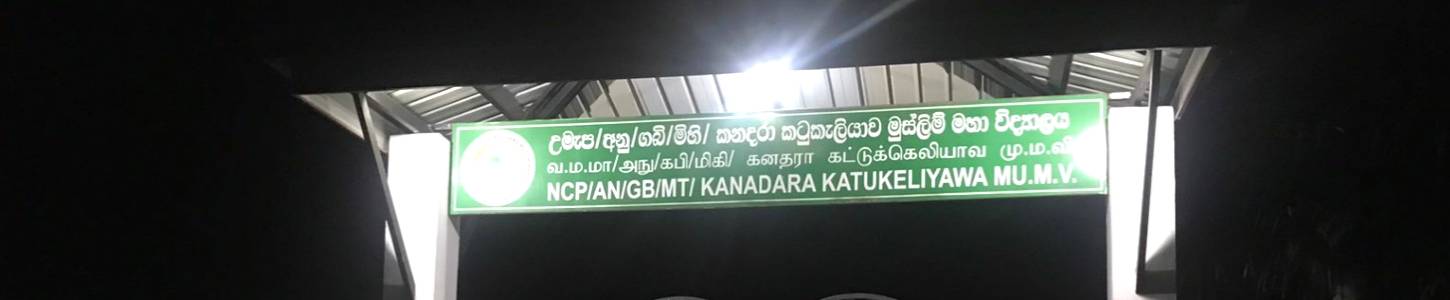 උමැප/අනු/ගබි/මිහි/ කනදරා කටුකැලියාව මුස්ලිම් මහා විද්‍යාලය
வ.ம.மா/அநு/கபி/மிகி/ கனதரா கட்டுக்கெலியாவ மு.ம.வி
NCP/AN/GB/MT/ KANADARA KATUKELIYAWA MU.M.V.